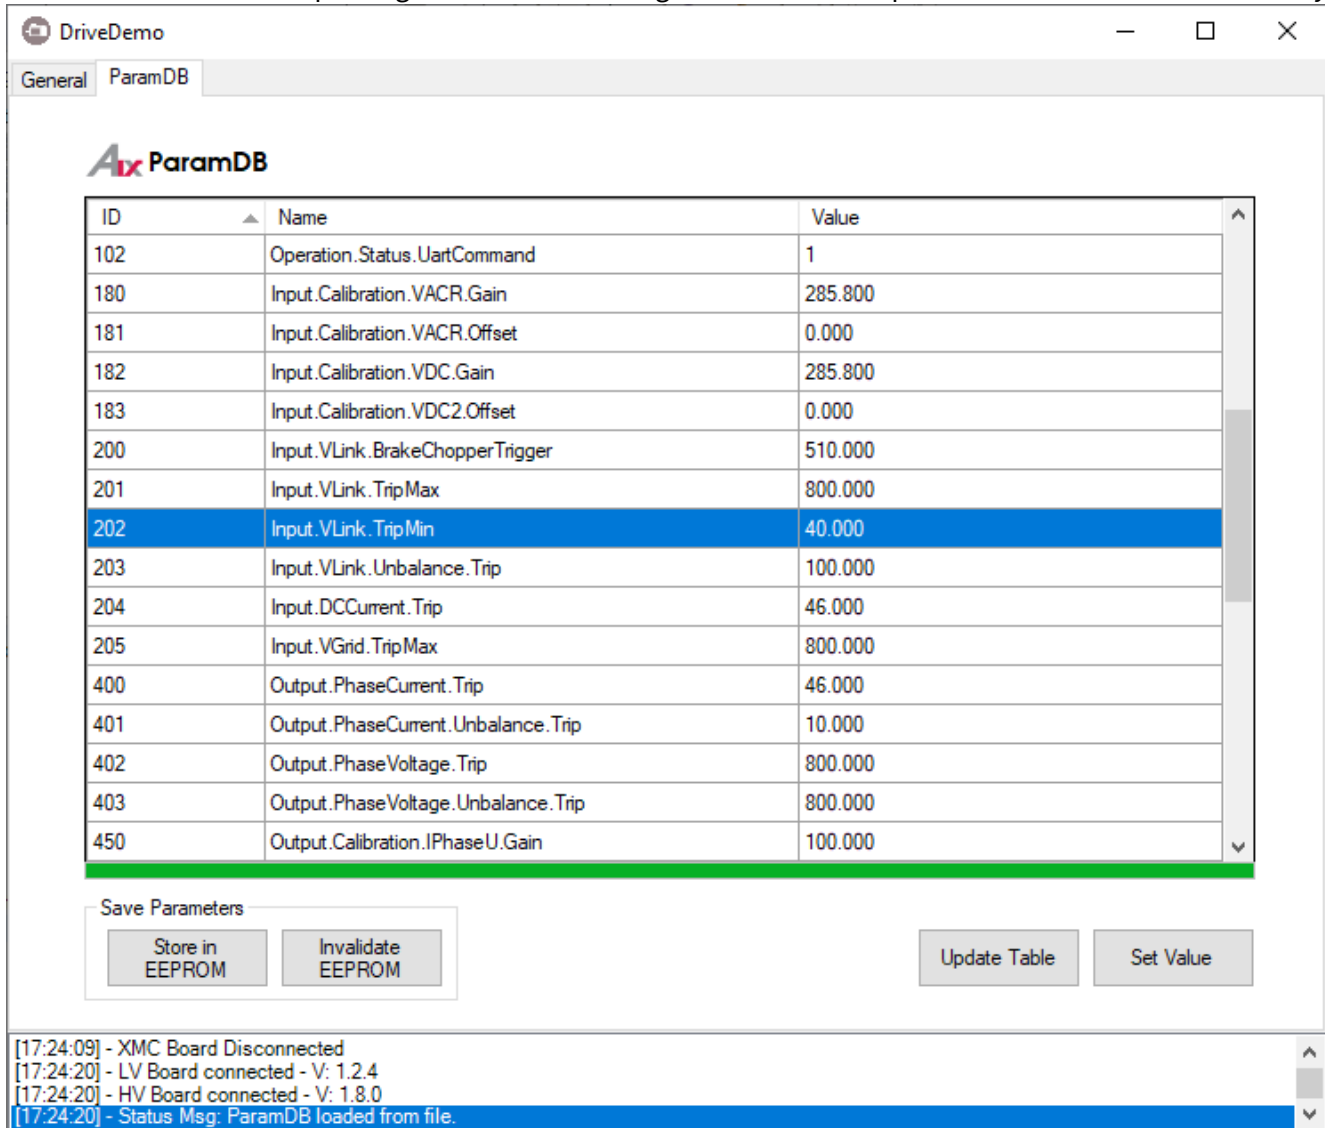 DriveDemo
General ParamDB
AIX ParamDB
ID Name Value
102 Operation.Status.UartCommand 1
180 Input.Calibration.VACR.Gain 285.800
181 Input.Calibration.VACR.Offset 0.000
182 Input.Calibration.VDC.Gain 285.800
183 Input.Calibration.VDC2.Offset 0.000
200 Input.VLink.BrakeChopperTrigger 510.000
201 Input.VLink.TripMax 800.000
202 Input.VLink.TripMin 40.000
203 Input.VLink.Unbalance.Trip 100.000
204 Input.DCCurrent.Trip 46.000
205 Input.VGrid.TripMax 800.000
400 Output.PhaseCurrent.Trip 46.000
401 Output.PhaseCurrent.Unbalance.Trip 10.000
402 Output.PhaseVoltage.Trip 800.000
403 Output.PhaseVoltage.Unbalance.Trip 800.000
450 Output.Calibration.IPhaseU.Gain 100.000
Save Parameters
Store in EEPROM Invalidate EEPROM Update Table Set Value
[17:24:09] - XMC Board Disconnected
[17:24:20] - LV Board connected - V: 1.2.4
[17:24:20] - HV Board connected - V: 1.8.0
[17:24:20] - Status Msg: ParamDB loaded from file.